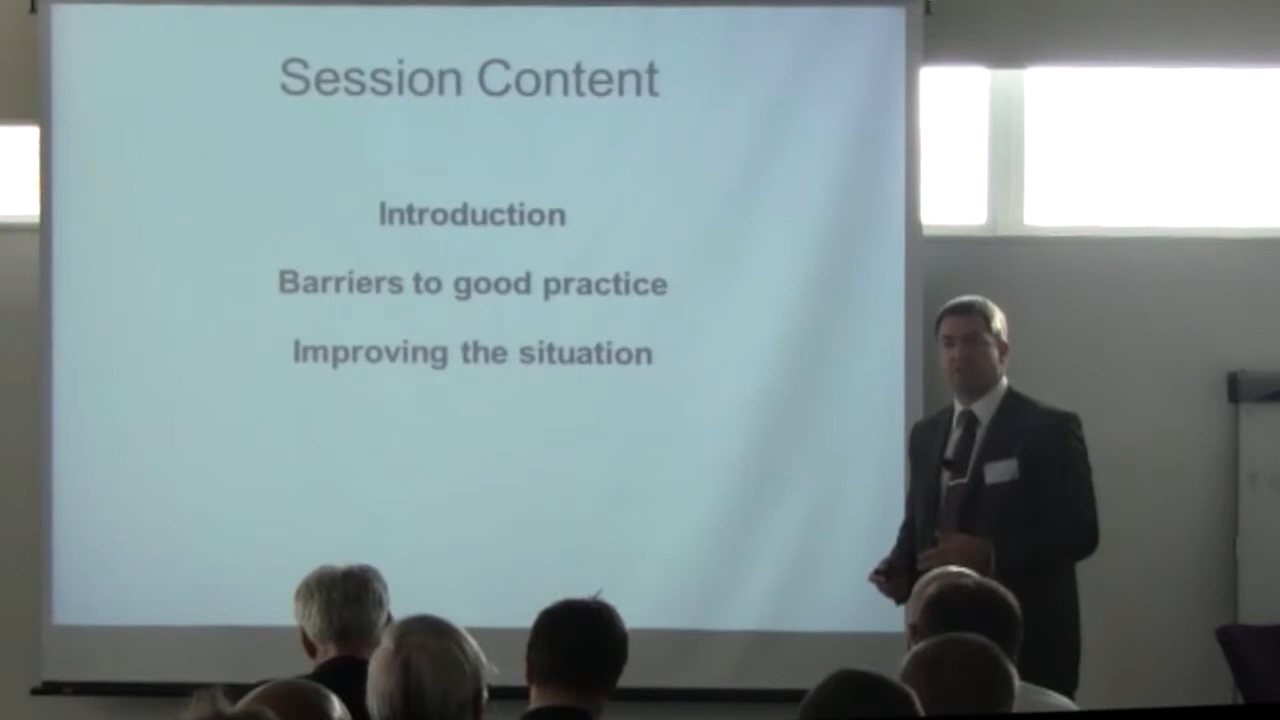 Session Content
Introduction
Barriers to good practice
Improving the situation